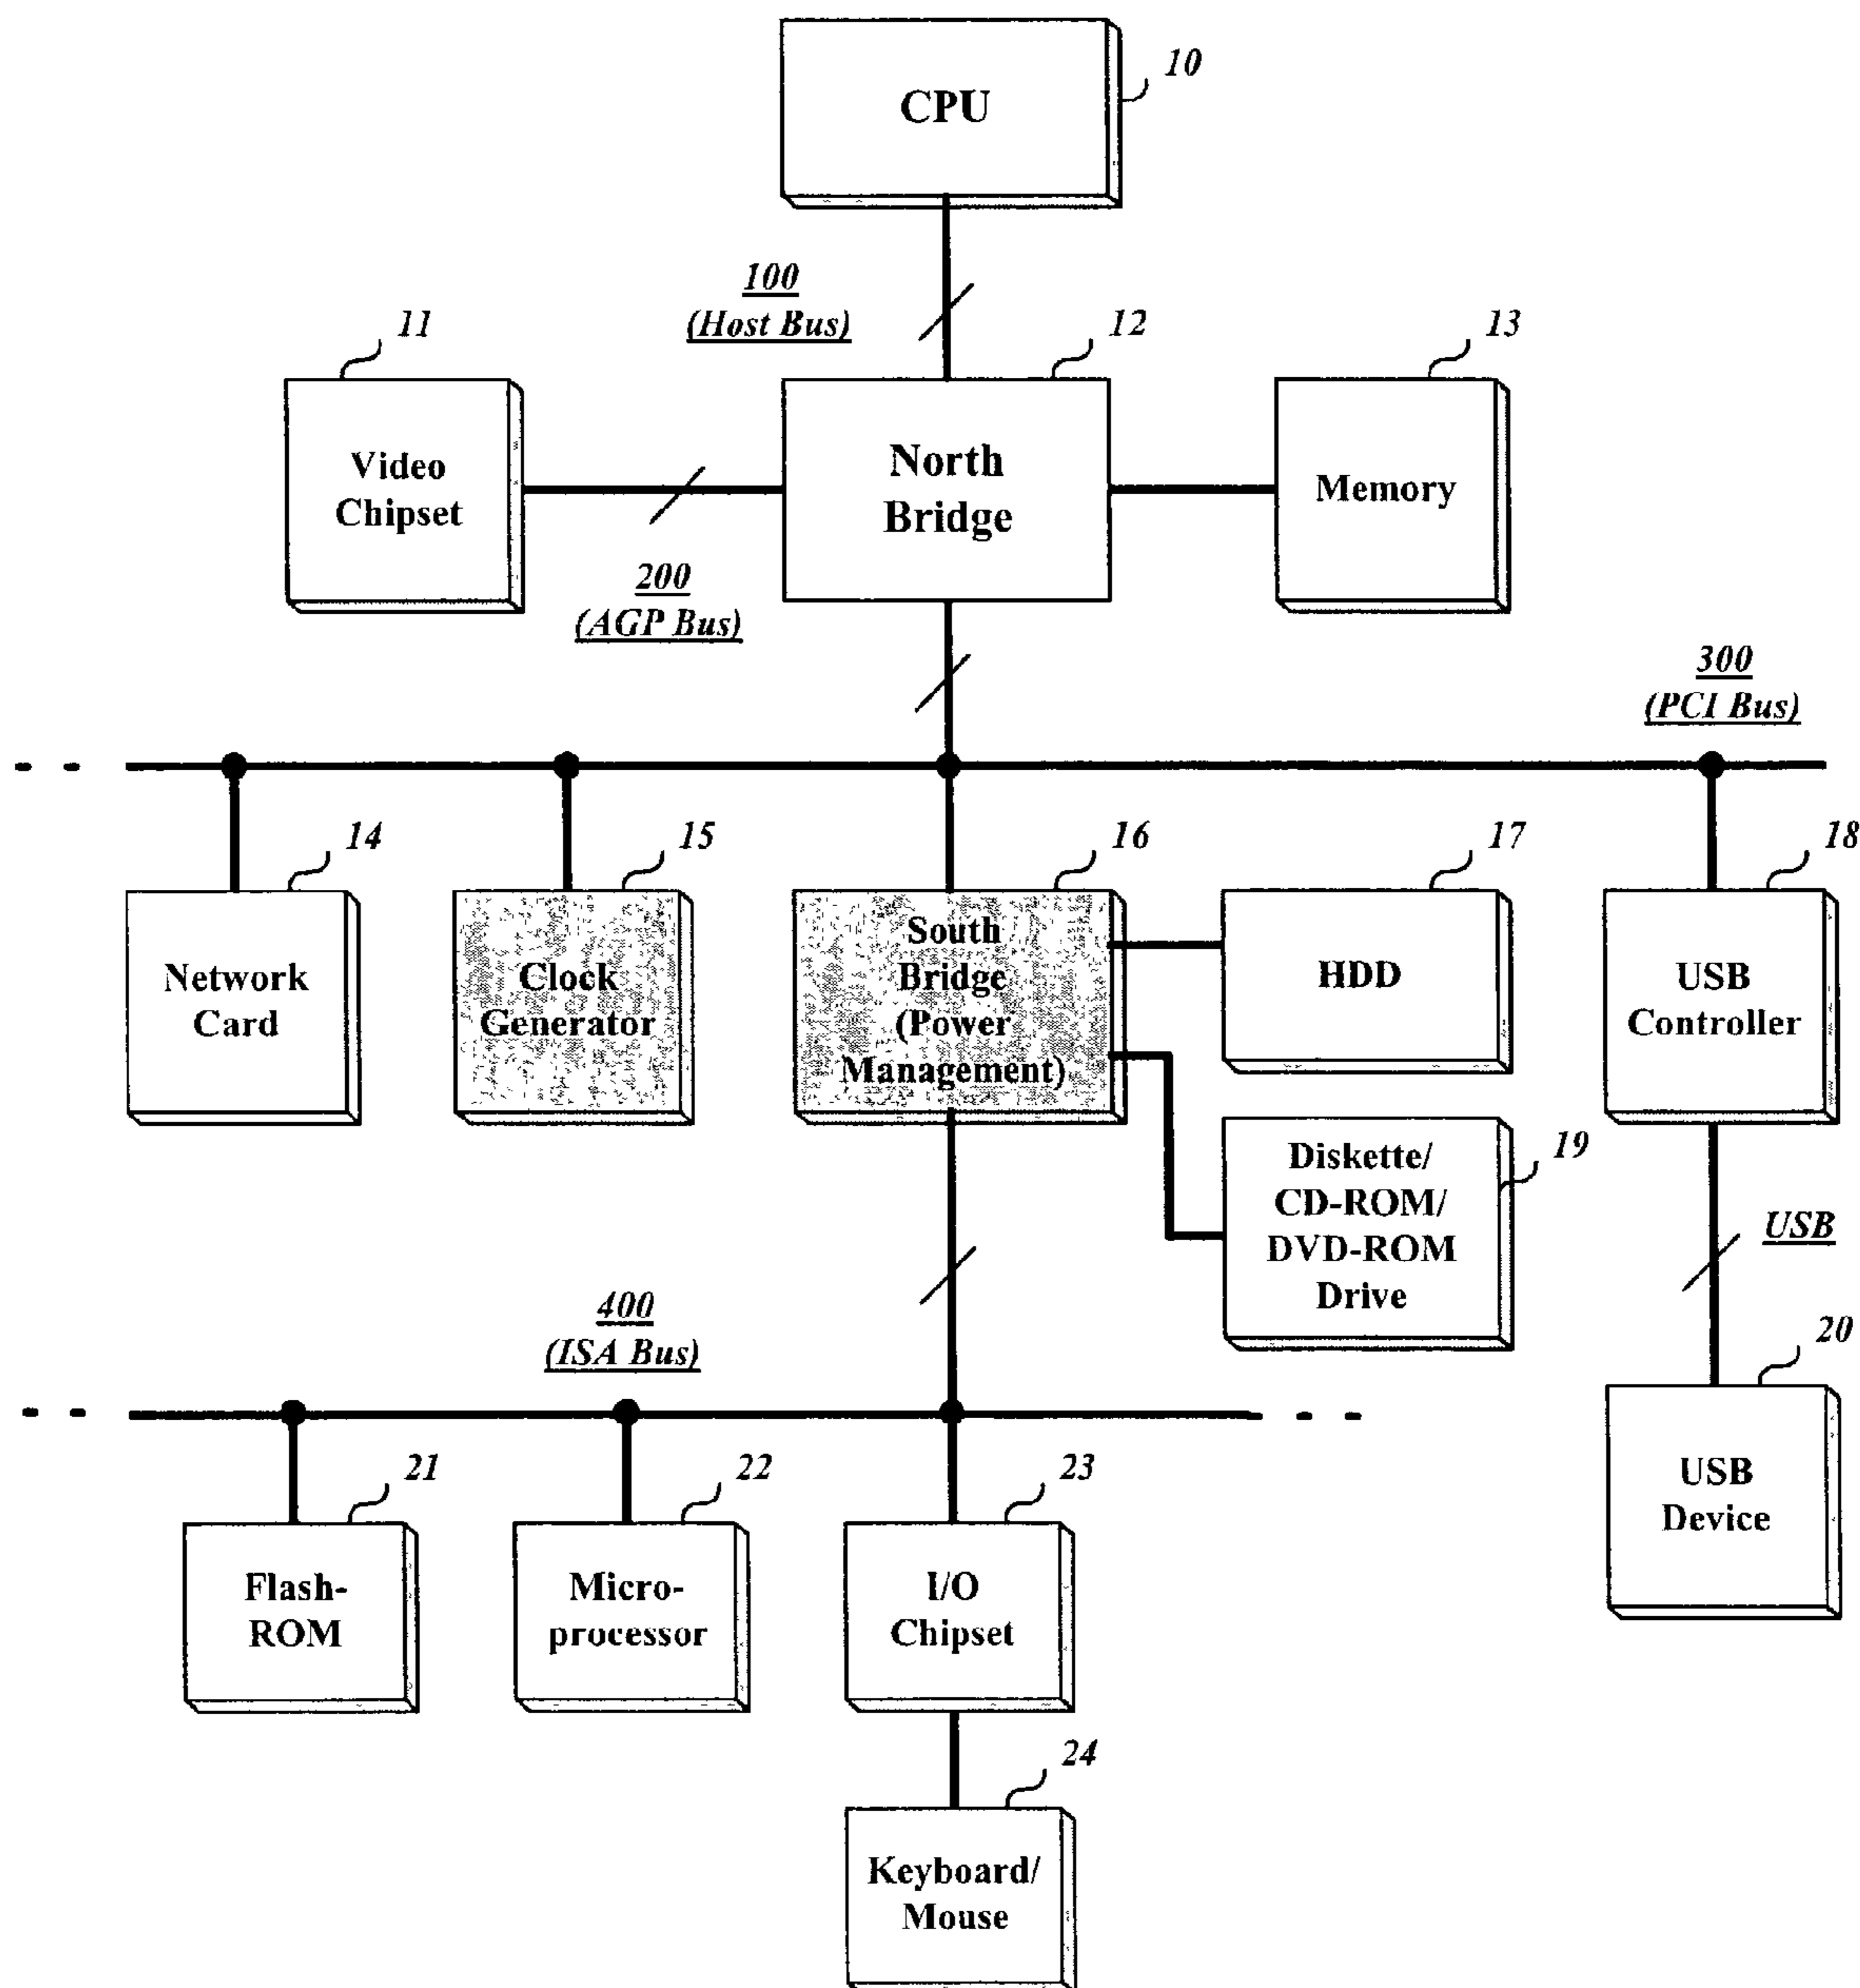 10
CPU
100
(Host Bus)
11
12
13
Video
Chipset
North
Bridge
Memory
200
(AGP Bus)
300
(PCI Bus)
14
15
16
17
18
Network
Card
Clock
Generator
South
Bridge
(Power
Management)
HDD
USB
Controller
19
Diskette/
CD-ROM/
DVD-ROM
Drive
USB
400
(ISA Bus)
20
USB
Device
21
22
23
Flash-
ROM
Micro-
processor
I/O
Chipset
24
Keyboard/
Mouse